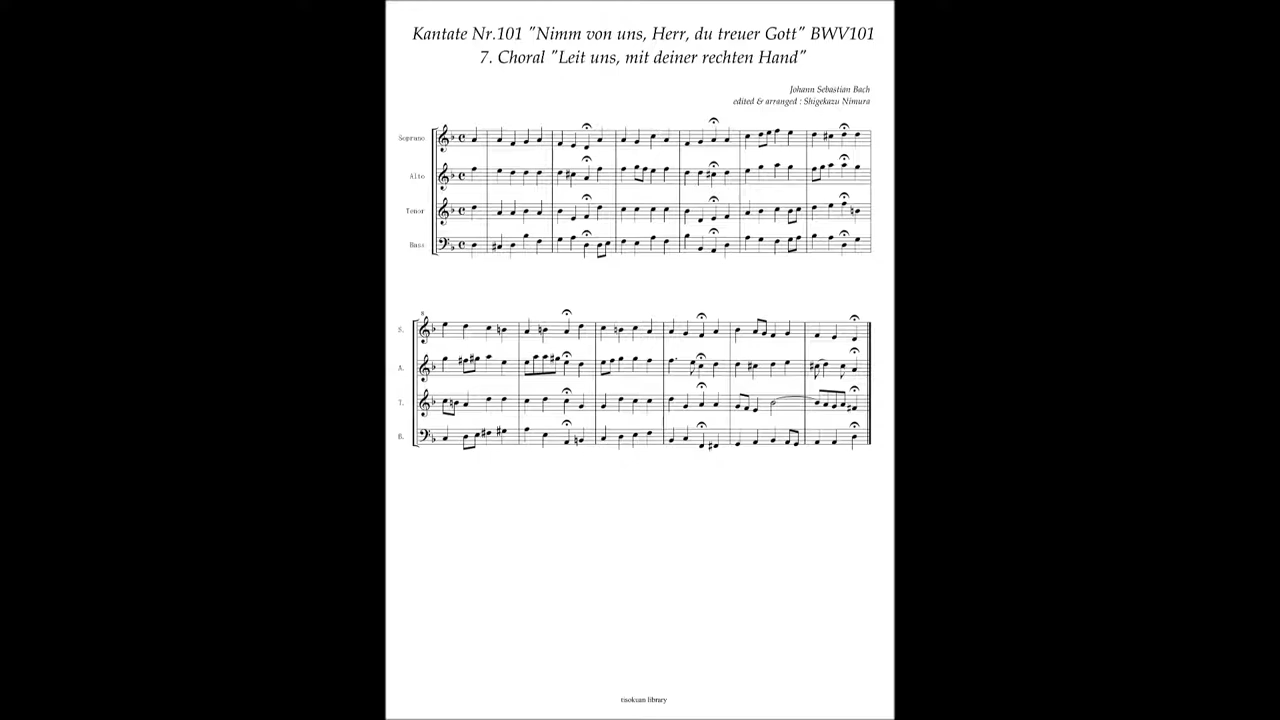 Kantate Nr.101 "Nimm von uns, Herr, du treuer Gott" BWV101
7. Choral "Leit uns, mit deiner rechten Hand"
Johann Sebastian Bach
edited & arranged : Shigekazu Nimura
Soprano
Alto
Tenor
Bass
8
S.
A.
T.
B.
tisokuan library